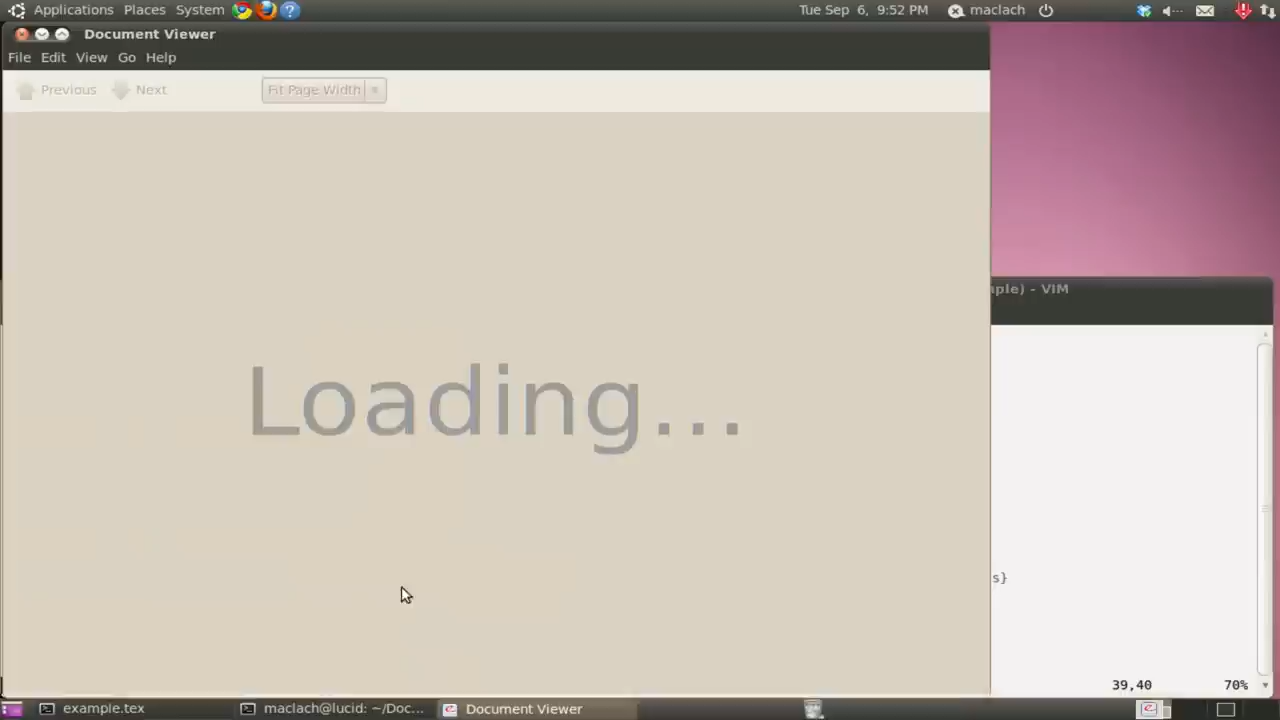 Applications Places System Tue Sep 6, 9:52 PM maclach
Document Viewer
File Edit View Go Help
Previous Next Fit Page Width
ple) - VIM
Loading...
s}
39,40 70%
example.tex maclach@lucid: ~/Doc... Document Viewer